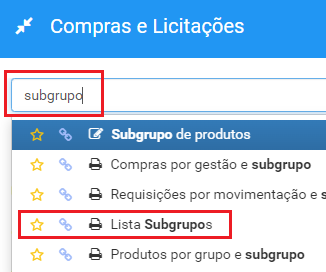 Compras e Licitações
subgrupo
Subgrupo de produtos
Compras por gestão e subgrupo
Requisições por movimentação e
Lista Subgrupos
Produtos por grupo e subgrupo